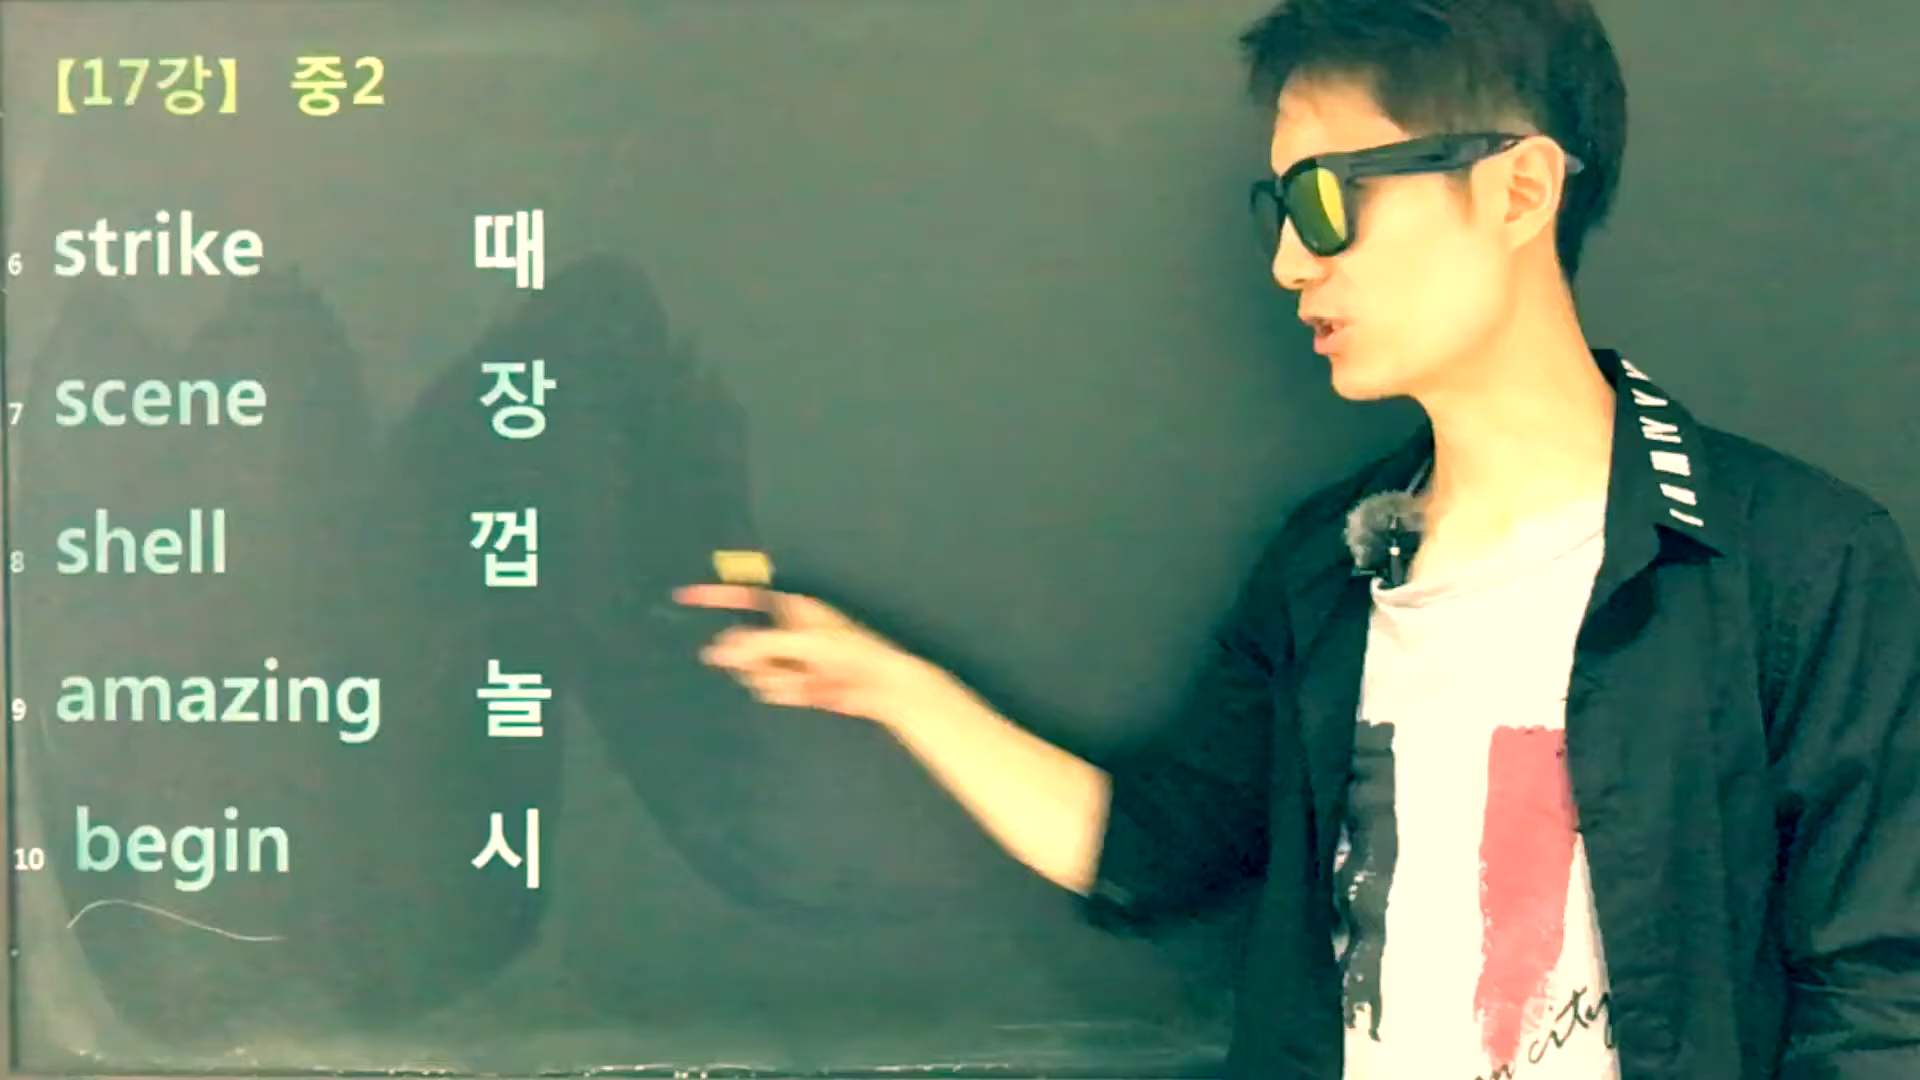 【17강】 중2
6 strike 때
7 scene 장
8 shell 껍
9 amazing 놀
10 begin 시
city